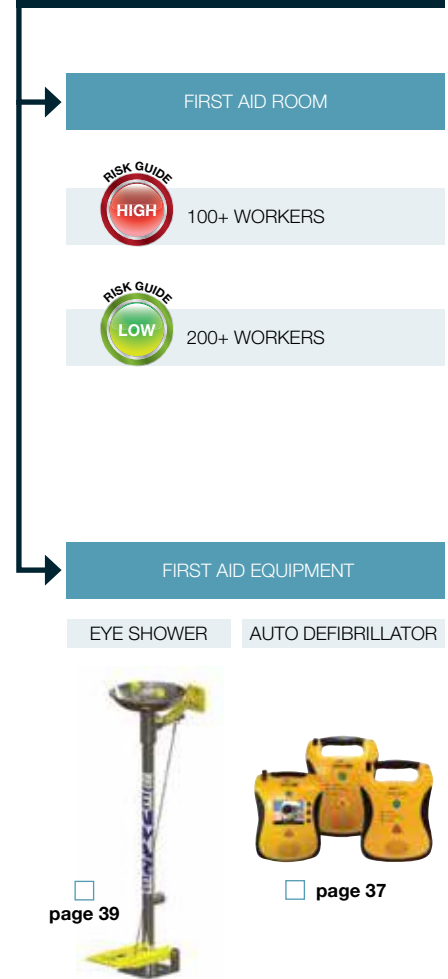 FIRST AID ROOM
RISK GUIDE
HIGH
100+ WORKERS
RISK GUIDE
LOW
200+ WORKERS
FIRST AID EQUIPMENT
EYE SHOWER
AUTO DEFIBRILLATOR
page 39
page 37